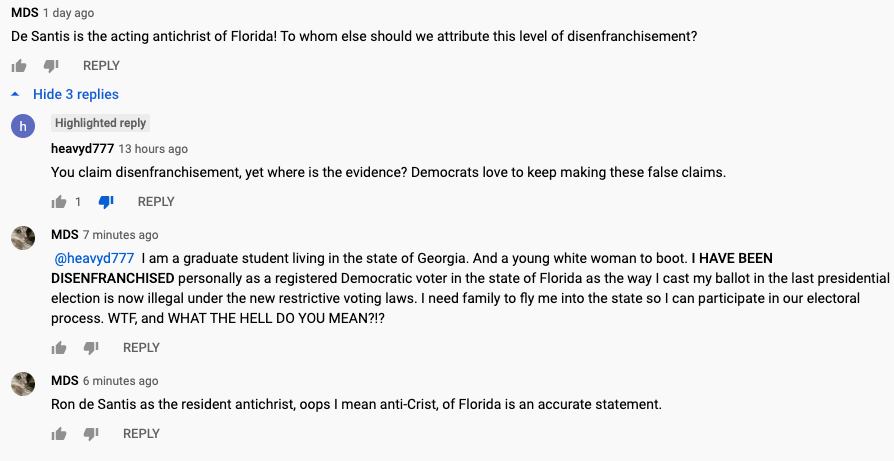 MDS 1 day ago
De Santis is the acting antichrist of Florida! To whom else should we attribute this level of disenfranchisement?
REPLY
Hide 3 replies
h
Highlighted reply
heavyd777 13 hours ago
You claim disenfranchisement, yet where is the evidence? Democrats love to keep making these false claims.
1 REPLY
MDS 7 minutes ago
@heavyd777 I am a graduate student living in the state of Georgia. And a young white woman to boot. I HAVE BEEN
DISENFRANCHISED personally as a registered Democratic voter in the state of Florida as the way I cast my ballot in the last presidential
election is now illegal under the new restrictive voting laws. I need family to fly me into the state so I can participate in our electoral
process. WTF, and WHAT THE HELL DO YOU MEAN?!?
REPLY
MDS 6 minutes ago
Ron de Santis as the resident antichrist, oops I mean anti-Crist, of Florida is an accurate statement.
REPLY